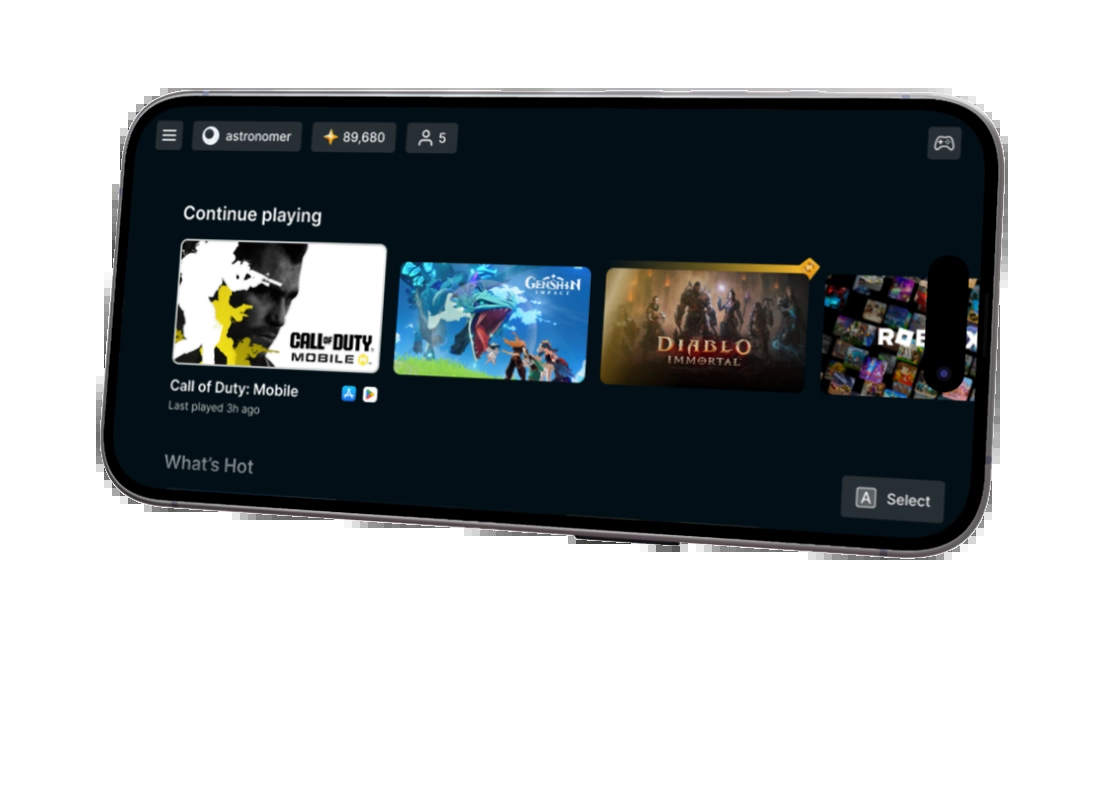 astronomer
89,680
5
Continue playing
CALL OF DUTY
MOBILE
GENSHIN
IMPACT
DIABLO
IMMORTAL
Call of Duty: Mobile
Last played 3h ago
What's Hot
A Select